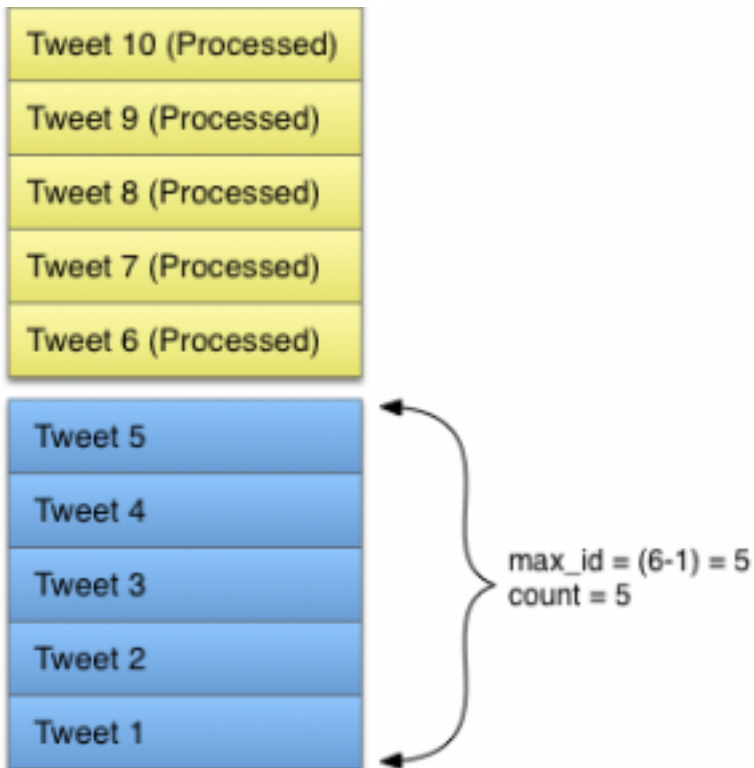 Tweet 10 (Processed)
Tweet 9 (Processed)
Tweet 8 (Processed)
Tweet 7 (Processed)
Tweet 6 (Processed)
Tweet 5
Tweet 4
Tweet 3
Tweet 2
Tweet 1
max_id = (6-1) = 5
count = 5